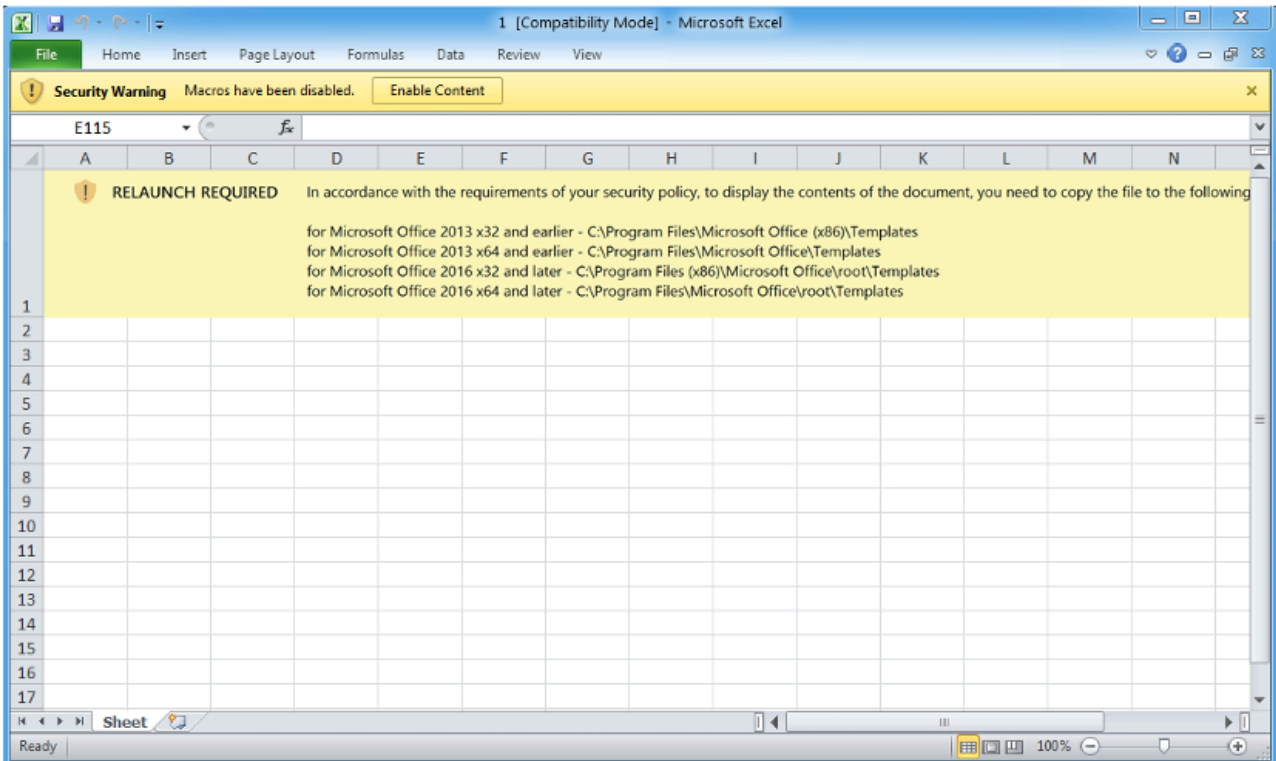 1 [Compatibility Mode] - Microsoft Excel
File Home Insert Page Layout Formulas Data Review View
Security Warning Macros have been disabled. Enable Content
E115 fx
A B C D E F G H I J K L M N
RELAUNCH REQUIRED In accordance with the requirements of your security policy, to display the contents of the document, you need to copy the file to the following
for Microsoft Office 2013 x32 and earlier - C:\Program Files\Microsoft Office (x86)\Templates
for Microsoft Office 2013 x64 and earlier - C:\Program Files\Microsoft Office\Templates
for Microsoft Office 2016 x32 and later - C:\Program Files (x86)\Microsoft Office\root\Templates
for Microsoft Office 2016 x64 and later - C:\Program Files\Microsoft Office\root\Templates
1
2
3
4
5
6
7
8
9
10
11
12
13
14
15
16
17
Sheet
Ready 100%